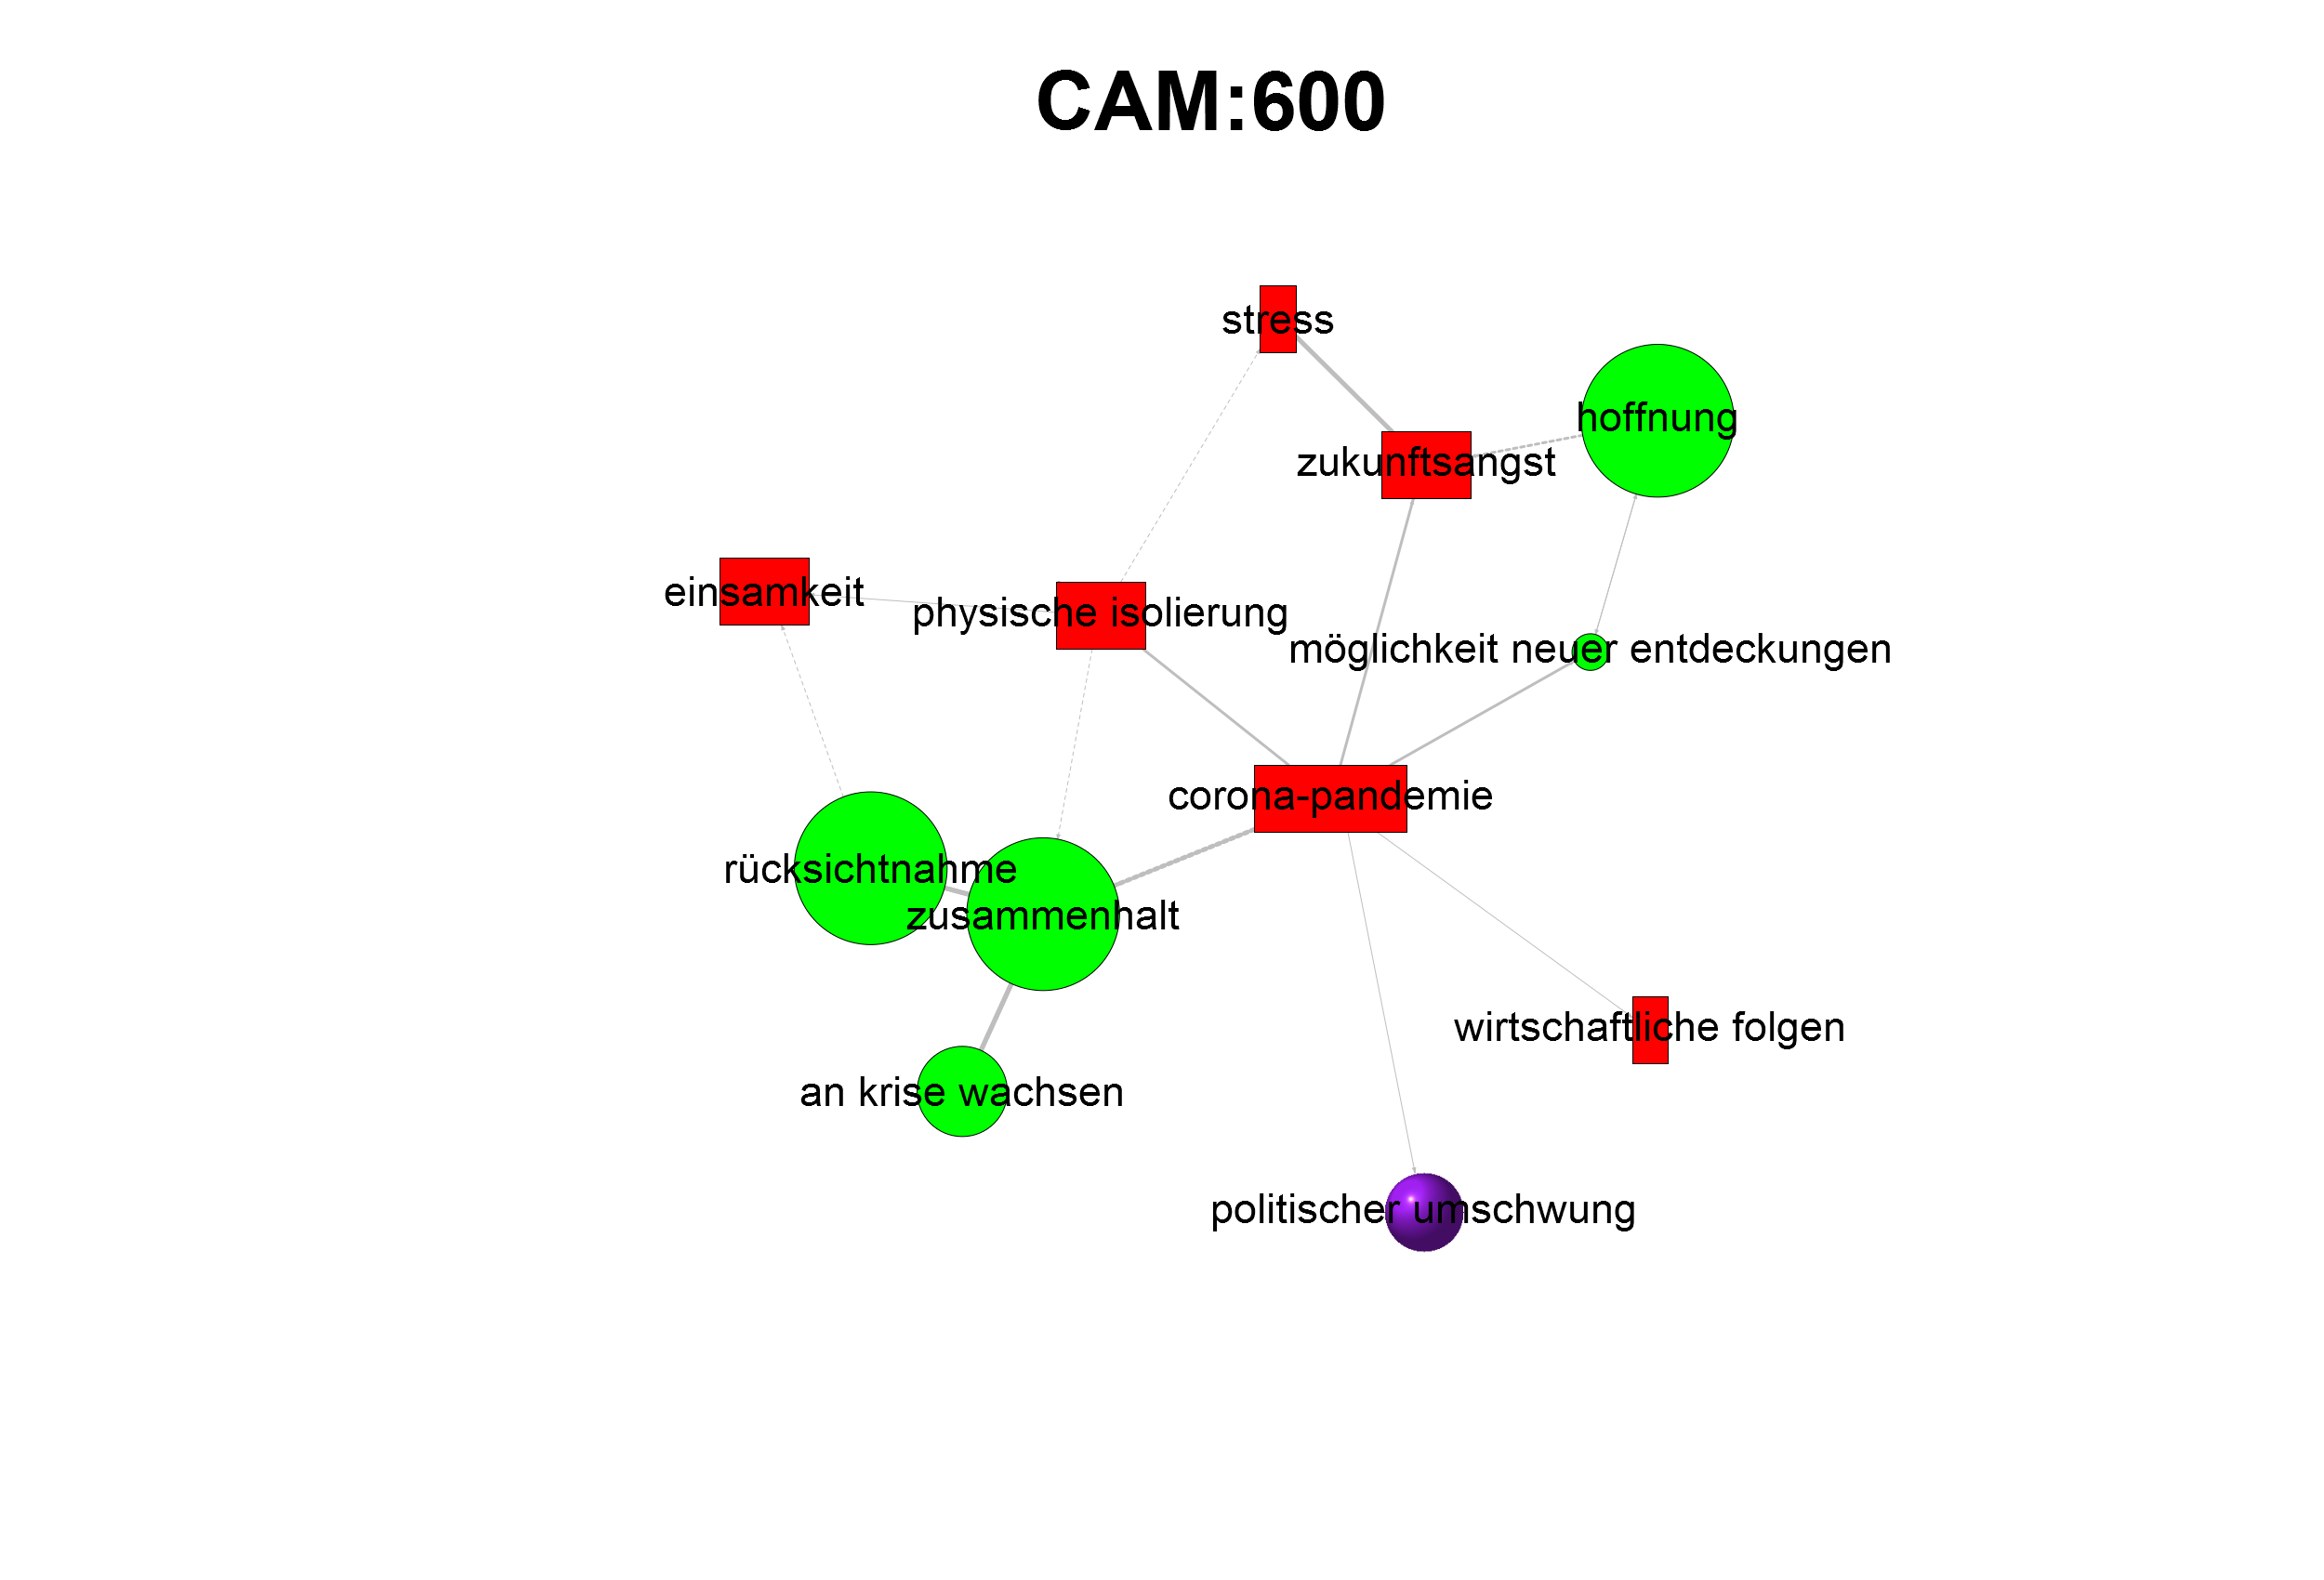 CAM:600
stress
hoffnung
zukunftsangst
einsamkeit
physische isolierung
möglichkeit neuer entdeckungen
corona-pandemie
rücksichtnahme
zusammenhalt
wirtschaftliche folgen
an krise wachsen
politischer umschwung